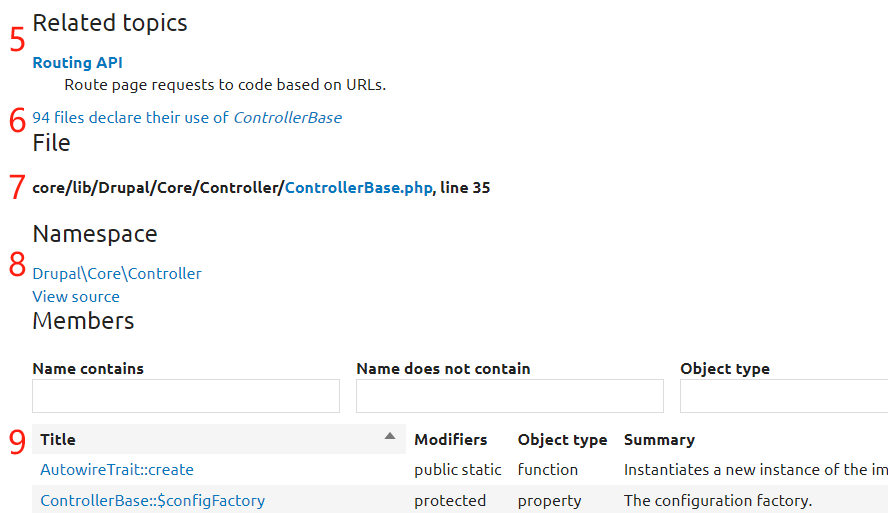 Related topics
5
Routing API
Route page requests to code based on URLs.
6 94 files declare their use of ControllerBase
File
7 core/lib/Drupal/Core/Controller/ControllerBase.php, line 35
Namespace
8 Drupal\Core\Controller
View source
Members
Name contains Name does not contain Object type
9 Title Modifiers Object type Summary
AutowireTrait::create public static function Instantiates a new instance of the
ControllerBase::$configFactory protected property The configuration factory.